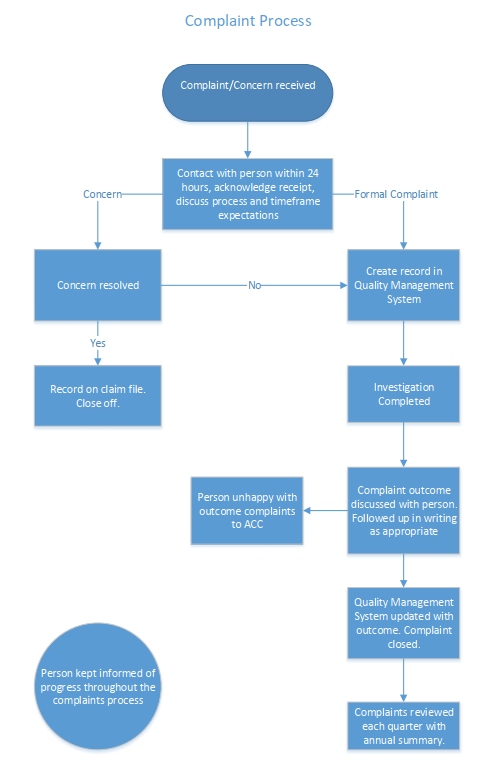 Complaint Process
Complaint/Concern received
Contact with person within 24
hours, acknowledge receipt,
discuss process and timeframe
expectations
Concern
Formal Complaint
Concern resolved
No
Create record in
Quality Management
System
Yes
Record on claim file.
Close off.
Investigation
Completed
Complaint outcome
discussed with person.
Followed up in writing
as appropriate
Person unhappy with
outcome complaints
to ACC
Quality Management
System updated with
outcome. Complaint
closed.
Person kept informed of
progress throughout the
complaints process
Complaints reviewed
each quarter with
annual summary.